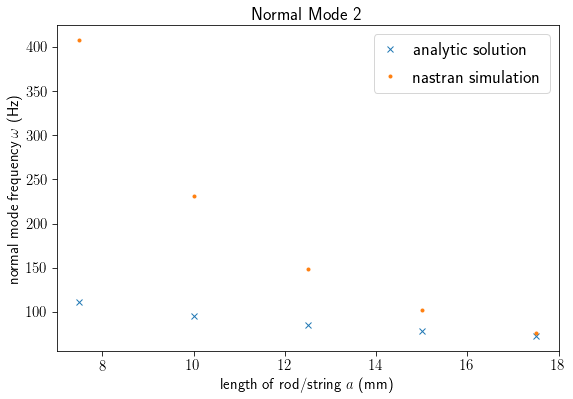 Normal Mode 2
analytic solution
nastran simulation
normal mode frequency ω (Hz)
400
350
300
250
200
150
100
8 10 12 14 16 18
length of rod/string a (mm)